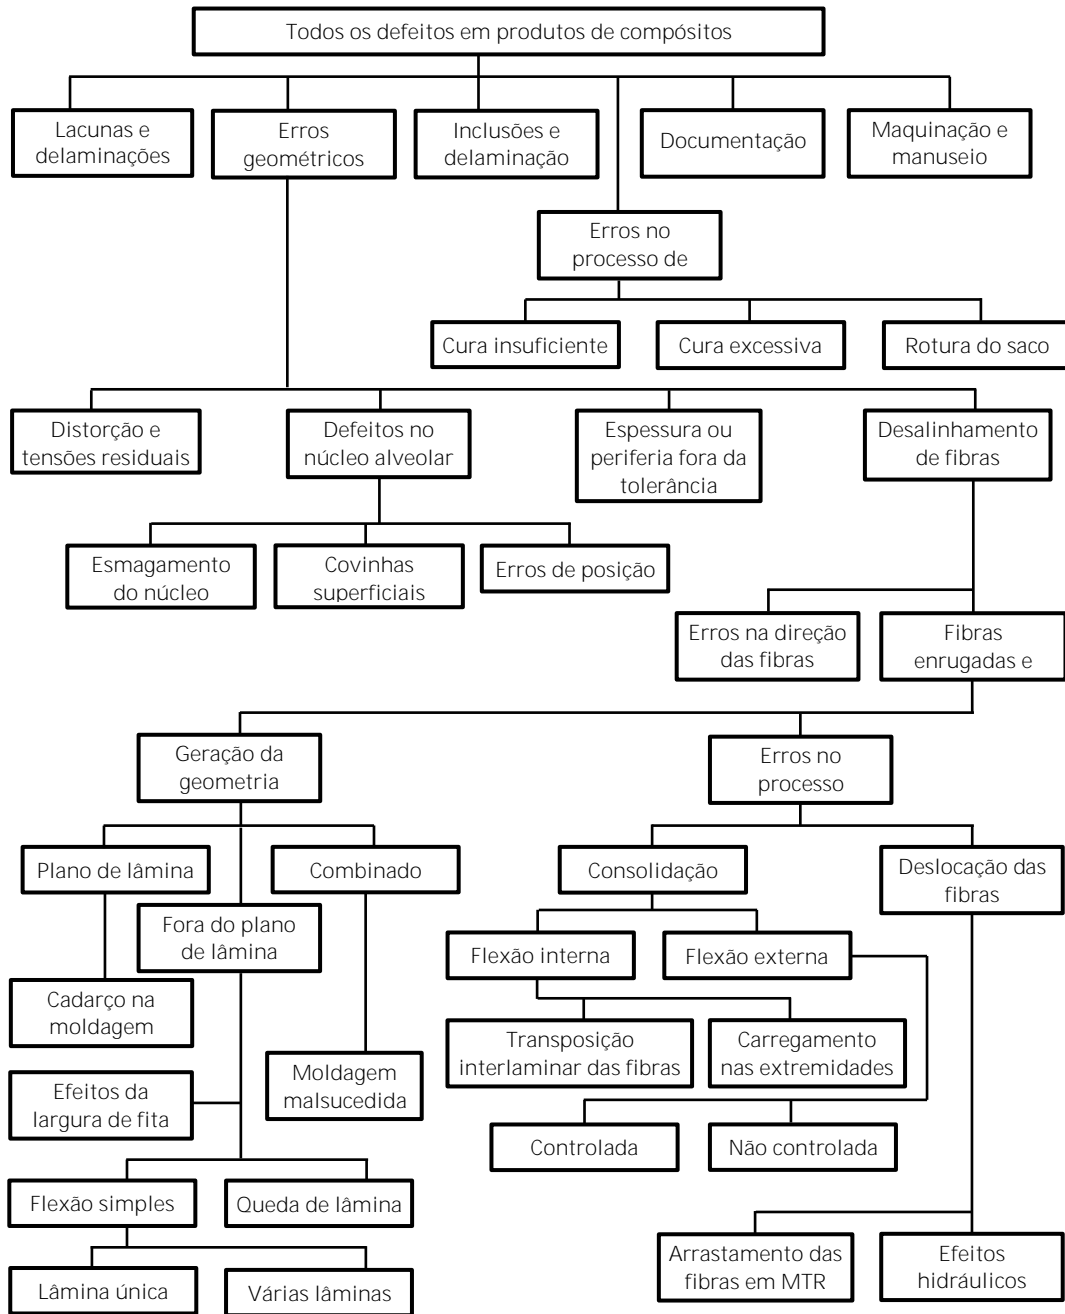 Todos os defeitos em produtos de compósitos
Lacunas e
delaminações
Erros
geométricos
Inclusões e
delaminação
Documentação
Maquinação e
manuseio
Erros no
processo de
Cura insuficiente
Cura excessiva
Rotura do saco
Distorção e
tensões residuais
Defeitos no
núcleo alveolar
Espessura ou
periferia fora da
tolerância
Desalinhamento
de fibras
Esmagamento
do núcleo
Covinhas
superficiais
Erros de posição
Erros na direção
das fibras
Fibras
enrugadas e
Geração da
geometria
Erros no
processo
Plano de lâmina
Combinado
Consolidação
Deslocação das
fibras
Fora do plano
de lâmina
Flexão interna
Flexão externa
Cadarço na
moldagem
Transposição
interlaminar das fibras
Carregamento
nas extremidades
Moldagem
malsucedida
Efeitos da
largura de fita
Controlada
Não controlada
Flexão simples
Queda de lâmina
Arrastamento das
fibras em MTR
Efeitos
hidráulicos
Lâmina única
Várias lâminas